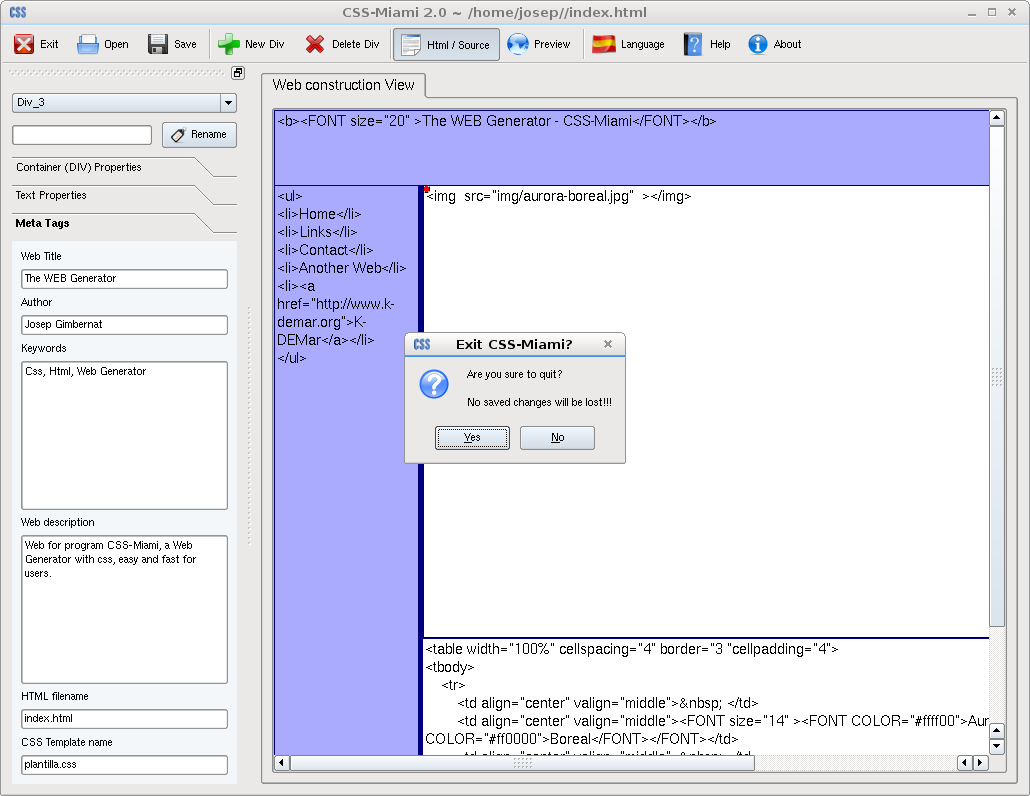 CSS
CSS-Miami 2.0 ~ /home/josep//index.html
Exit
Open
Save
New Div
Delete Div
Html / Source
Preview
Language
Help
About
Div_3
Rename
Container (DIV) Properties
Text Properties
Meta Tags
Web Title
The WEB Generator
Author
Josep Gimbernat
Keywords
Css, Html, Web Generator
Web description
Web for program CSS-Miami, a Web
Generator with css, easy and fast for
users.
HTML filename
index.html
CSS Template name
plantilla.css
Web construction View
<b><FONT size="20" >The WEB Generator - CSS-Miami</FONT></b>
<ul>
<li>Home</li>
<li>Links</li>
<li>Contact</li>
<li>Another Web</li>
<li><a
href="http://www.k-
demar.org">K-
DEMar</a></li>
</ul>
<img  src="img/aurora-boreal.jpg"  ></img>
CSS
Exit CSS-Miami?
Are you sure to quit?
No saved changes will be lost!!!
Yes
No
<table width="100%" cellspacing="4" border="3 "cellpadding="4">
<tbody>
<tr>
<td align="center" valign="middle">&nbsp; </td>
<td align="center" valign="middle"><FONT size="14" ><FONT COLOR="#ffff00">Aur
COLOR="#ff0000">Boreal</FONT></FONT></td>
<td align="center" valign="middle">&nbsp; </td>